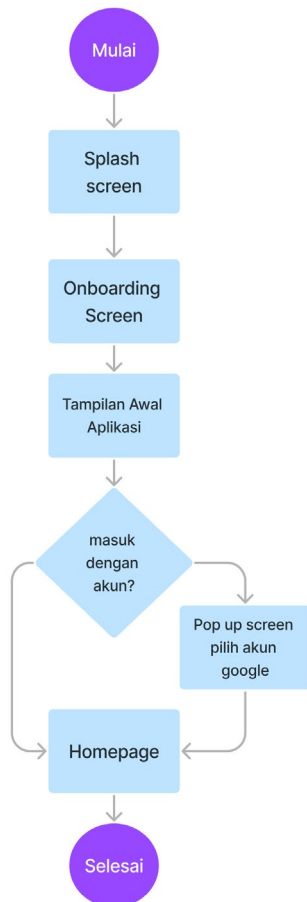 Mulai
Splash
screen
Onboarding
Screen
Tampilan Awal
Aplikasi
masuk
dengan
akun?
Pop up screen
pilih akun
google
Homepage
Selesai